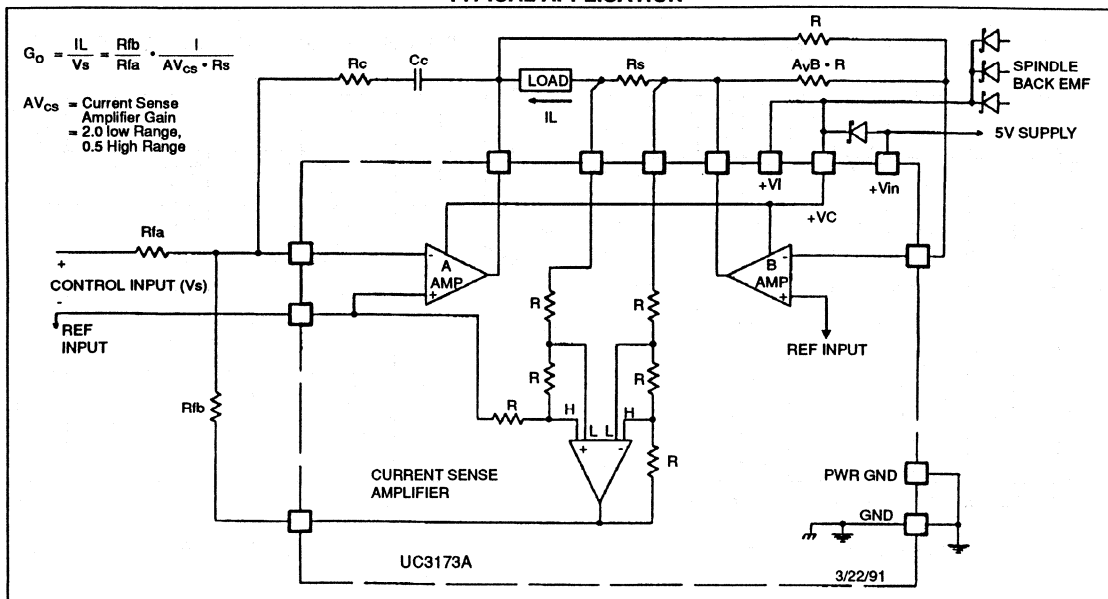 TYPICAL APPLICATION
G₀ = IL / Vs = Rfb / Rfa • I / AVcs • Rs
AVcs = Current Sense
Amplifier Gain
= 2.0 low Range,
0.5 High Range
Rc
Cc
LOAD
IL
Rs
R
AvB • R
SPINDLE
BACK EMF
5V SUPPLY
+VI
+VC
+Vin
Rfa
+
CONTROL INPUT (Vs)
-
REF
INPUT
Rfb
-
A
AMP
+
-
B
AMP
+
REF INPUT
R
R
R
R
R
H
L
L
H
+
-
R
CURRENT SENSE
AMPLIFIER
PWR GND
GND
UC3173A
3/22/91